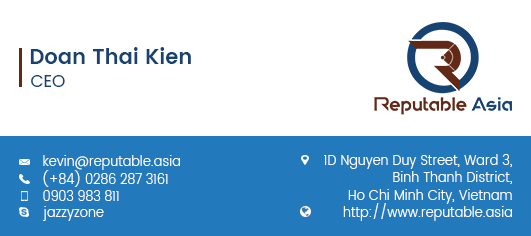 Doan Thai Kien
CEO
Reputable Asia
kevin@reputable.asia
(+84) 0286 287 3161
0903 983 811
jazzyzone
1D Nguyen Duy Street, Ward 3,
Binh Thanh District,
Ho Chi Minh City, Vietnam
http://www.reputable.asia